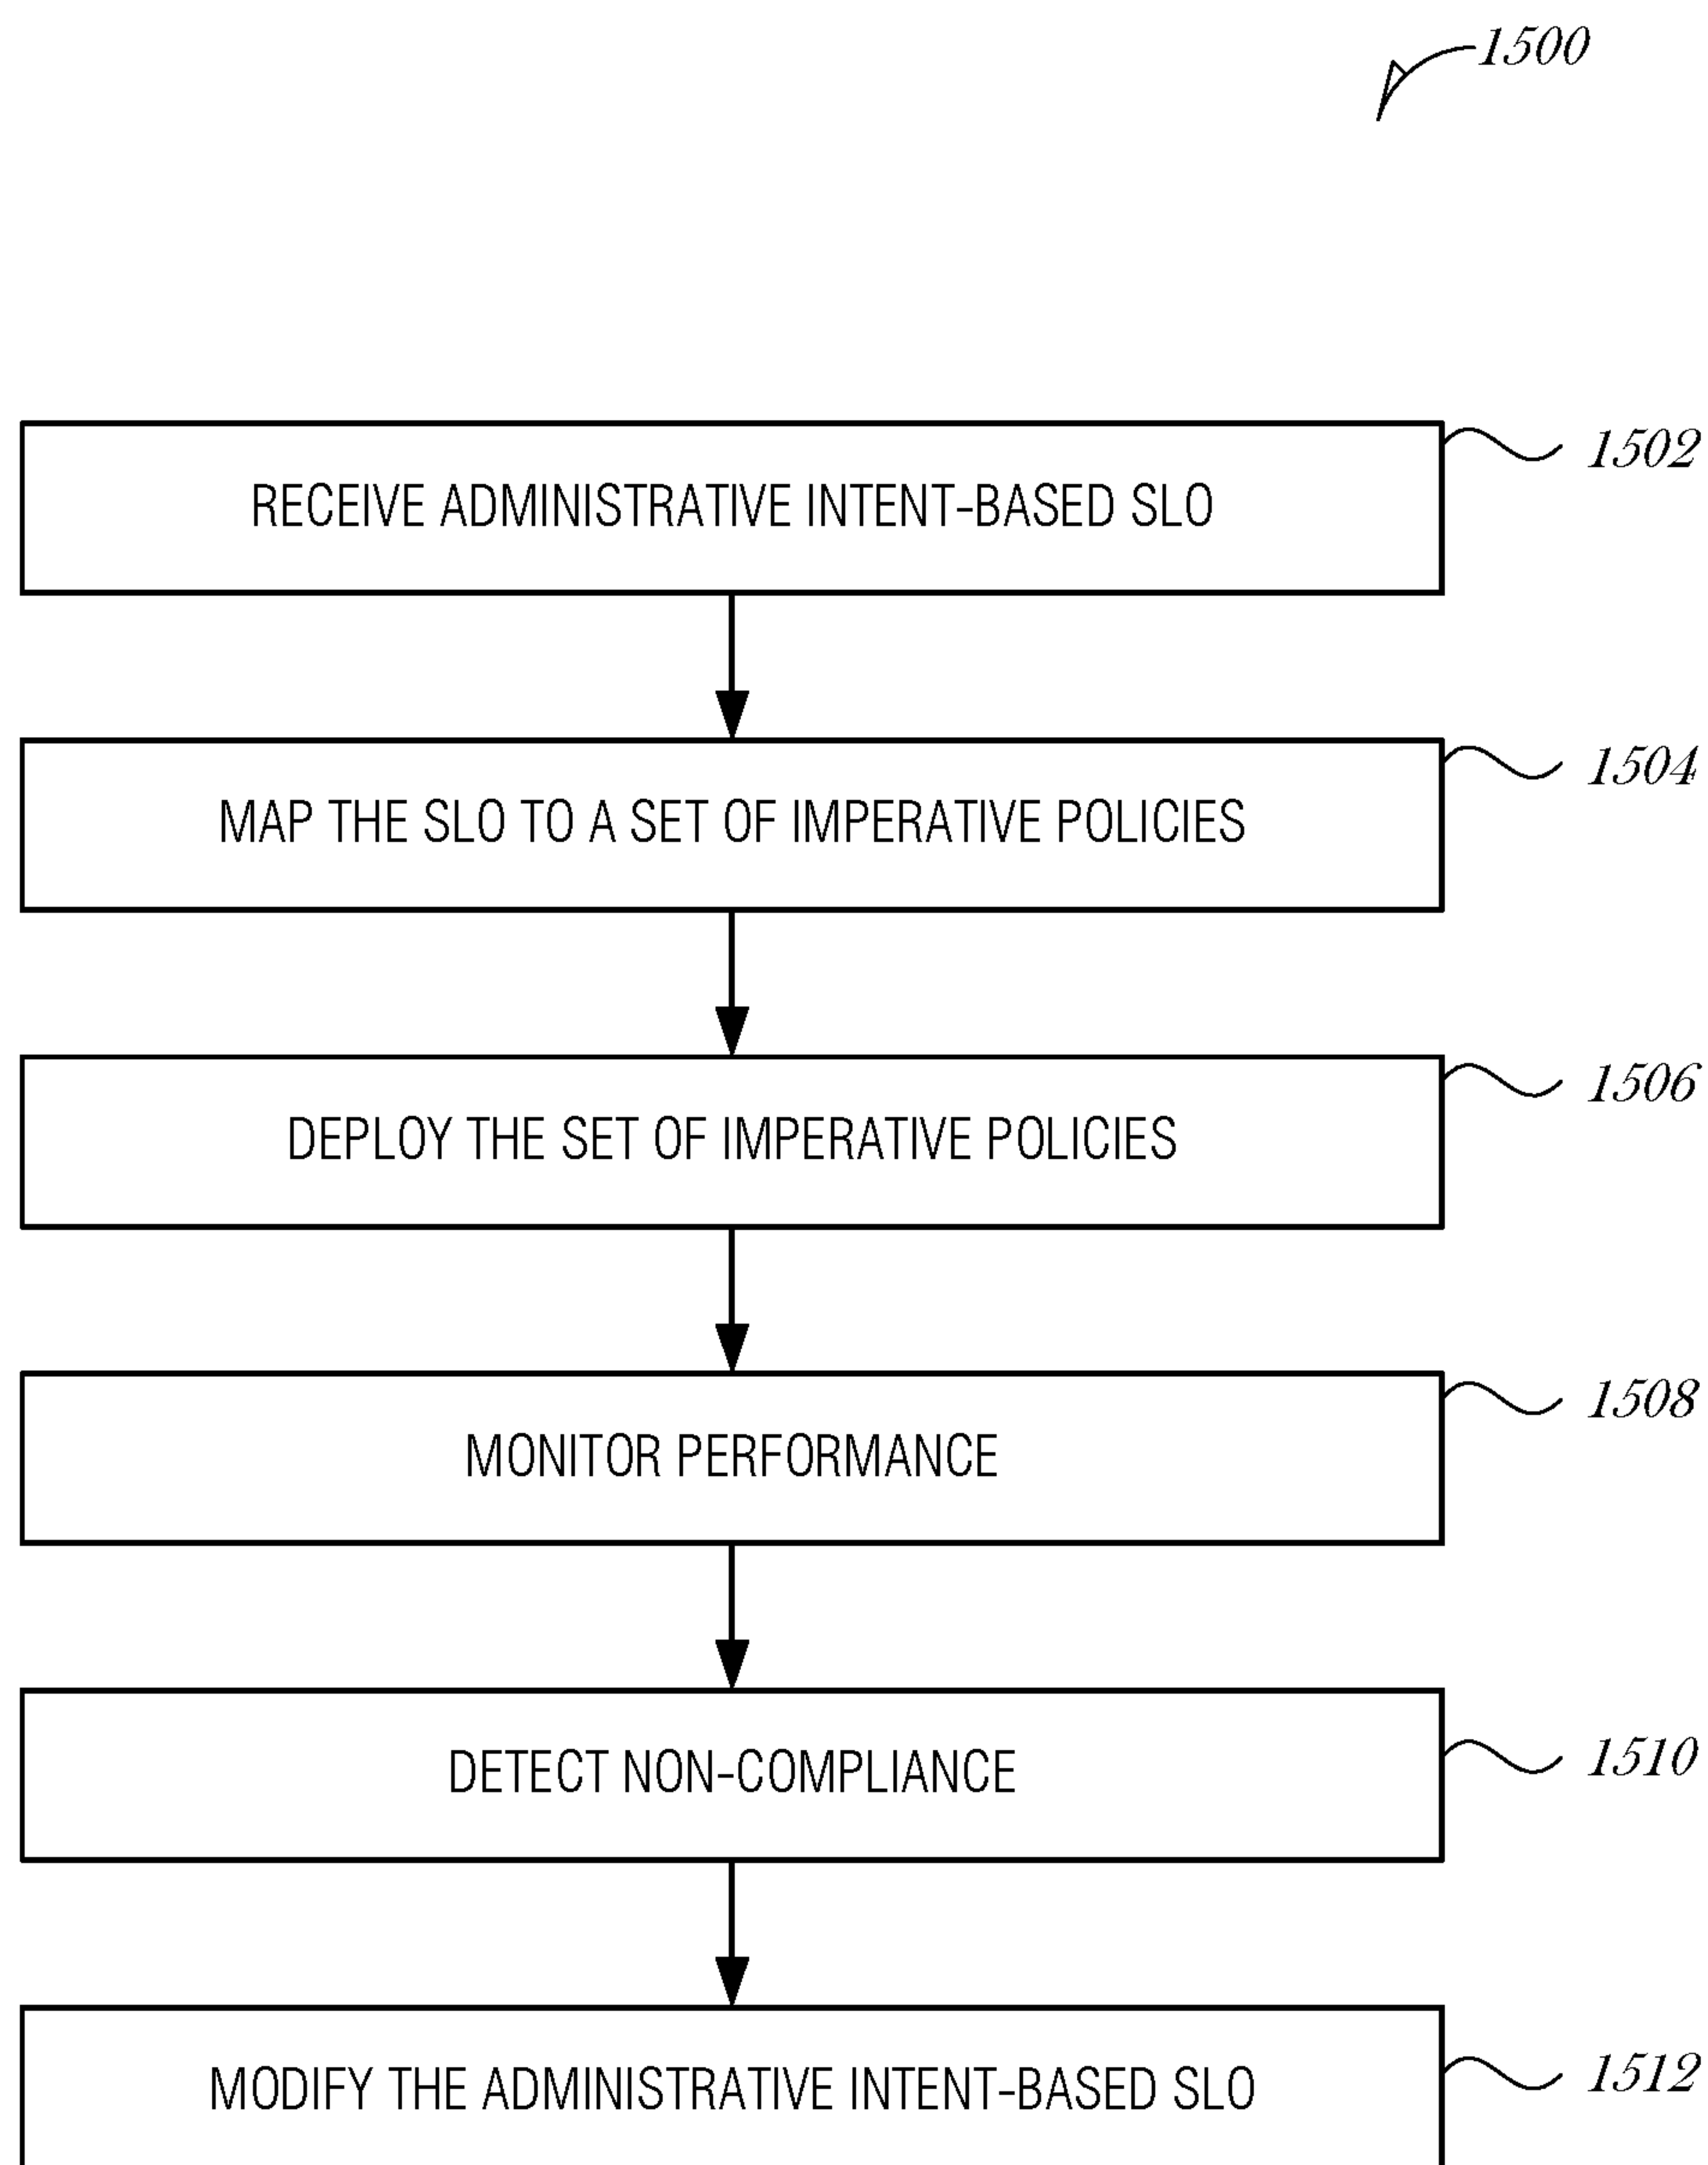 1500
RECEIVE ADMINISTRATIVE INTENT-BASED SLO
1502
MAP THE SLO TO A SET OF IMPERATIVE POLICIES
1504
DEPLOY THE SET OF IMPERATIVE POLICIES
1506
MONITOR PERFORMANCE
1508
DETECT NON-COMPLIANCE
1510
MODIFY THE ADMINISTRATIVE INTENT-BASED SLO
1512